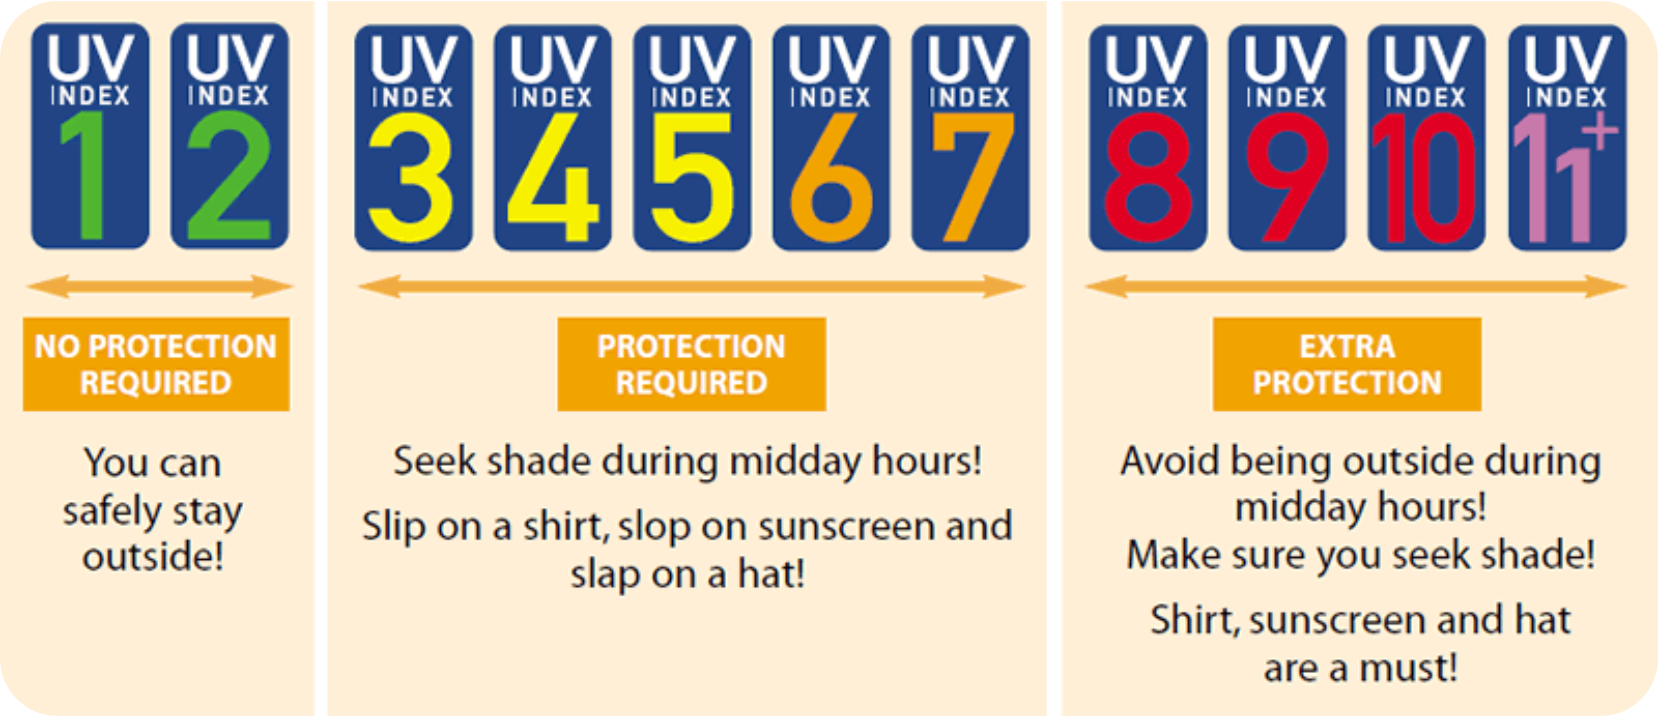 UV
INDEX
1
UV
INDEX
2
NO PROTECTION
REQUIRED
You can
safely stay
outside!
UV
INDEX
3
UV
INDEX
4
UV
INDEX
5
UV
INDEX
6
UV
INDEX
7
PROTECTION
REQUIRED
Seek shade during midday hours!
Slip on a shirt, slop on sunscreen and
slap on a hat!
UV
INDEX
8
UV
INDEX
9
UV
INDEX
10
UV
INDEX
11+
EXTRA
PROTECTION
Avoid being outside during
midday hours!
Make sure you seek shade!
Shirt, sunscreen and hat
are a must!